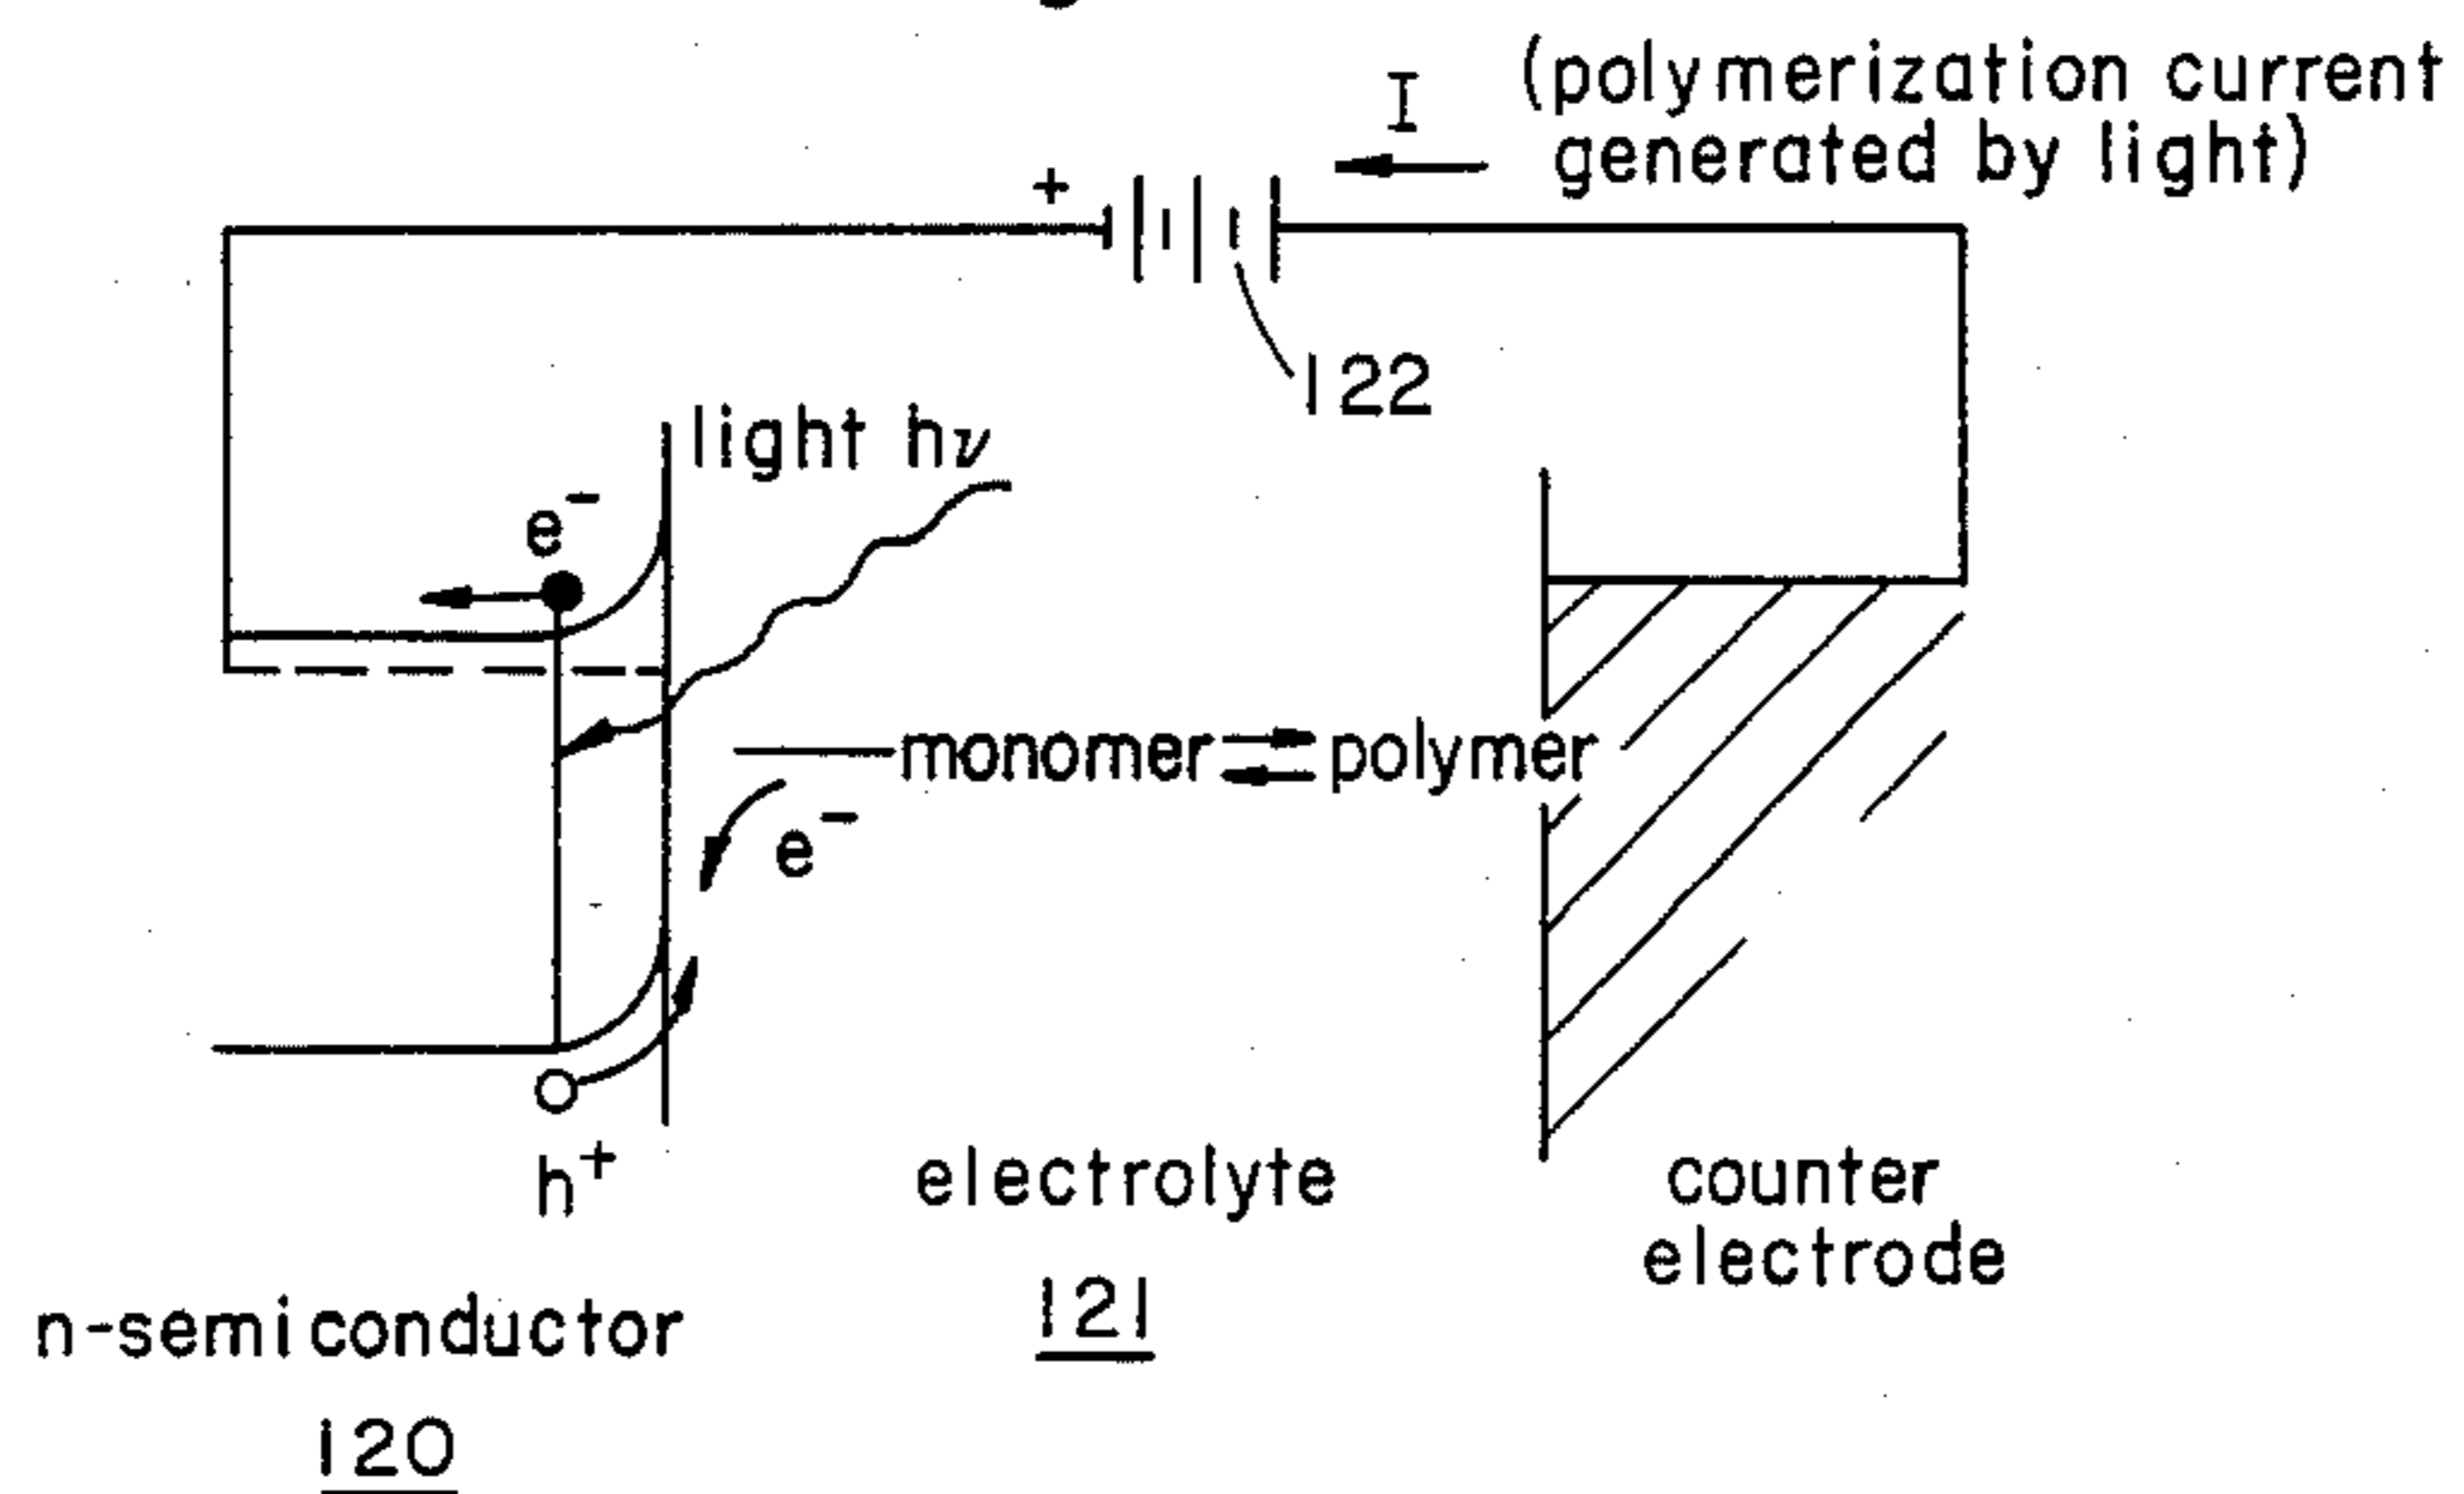 I
(polymerization current
generated by light)
+
122
light hν
e⁻
monomer ⇌ polymer
e⁻
h⁺
electrolyte
121
counter
electrode
n-semiconductor
120